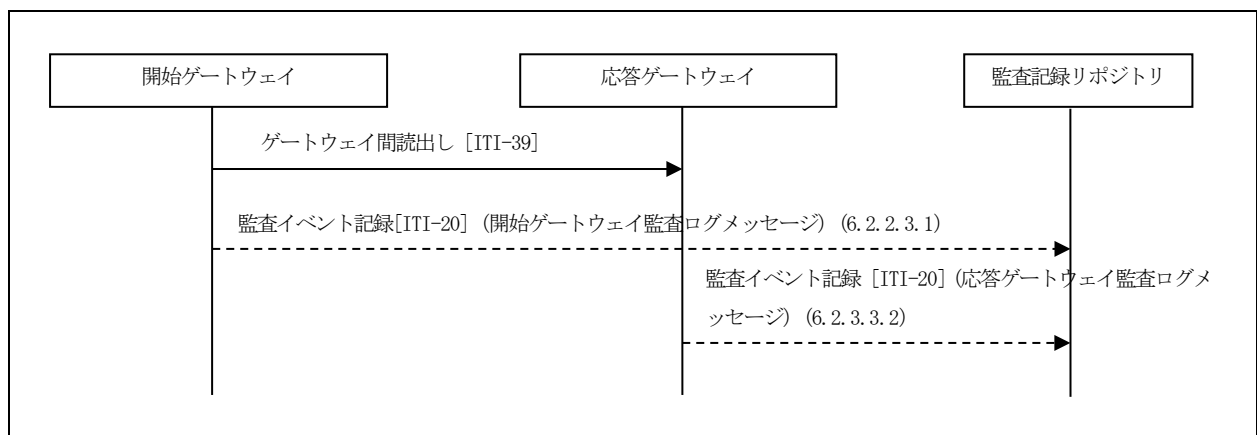 開始ゲートウェイ
応答ゲートウェイ
監査記録リポジトリ
ゲートウェイ間読出し [ITI-39]
監査イベント記録[ITI-20] (開始ゲートウェイ監査ログメッセージ) (6.2.2.3.1)
監査イベント記録 [ITI-20] (応答ゲートウェイ監査ログメ
ッセージ) (6.2.3.3.2)